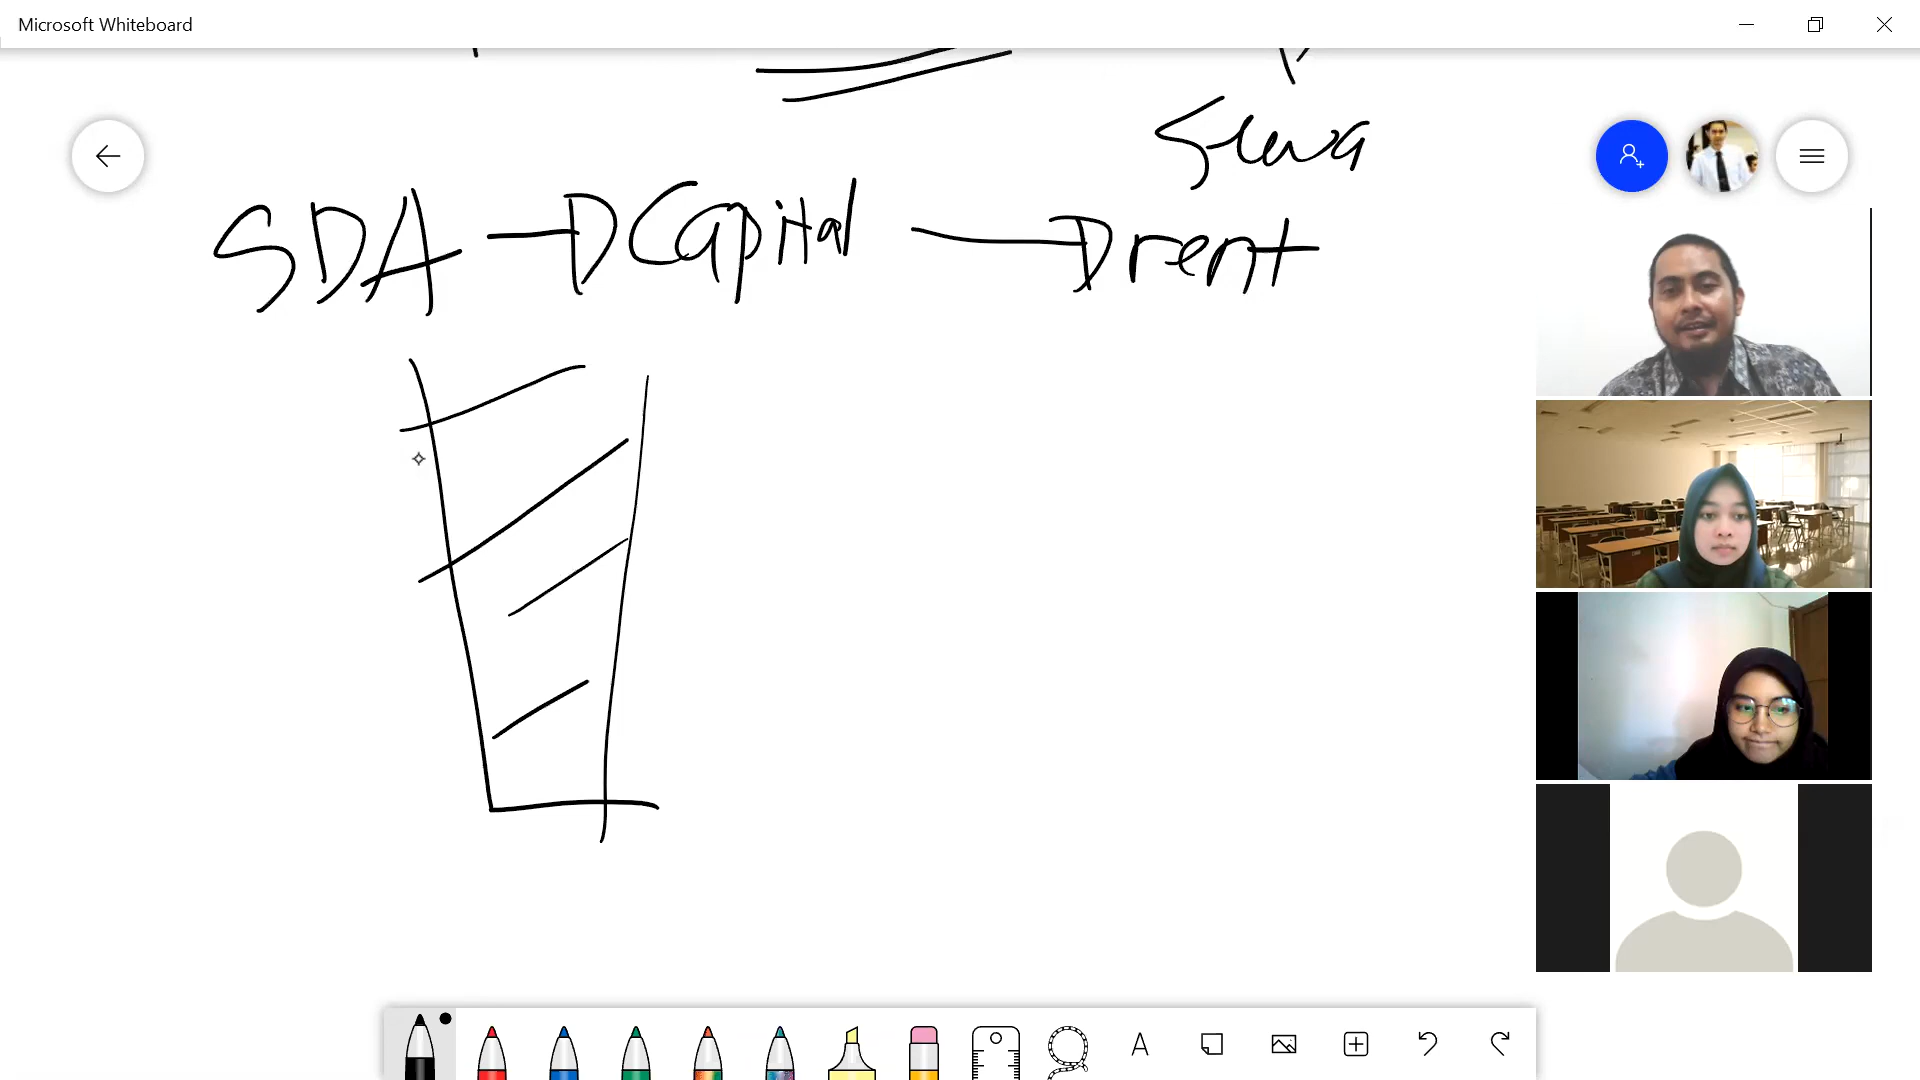 Microsoft Whiteboard
Sewa
SDA → Capital → rent
A